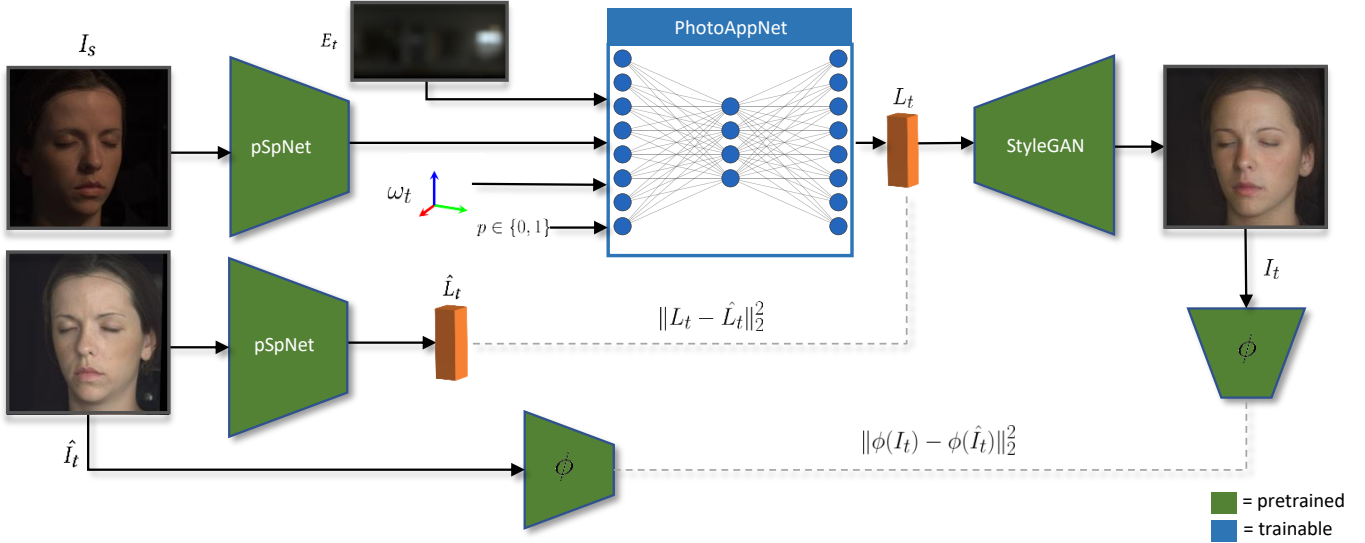 I_s
E_t
PhotoAppNet
pSpNet
L_t
StyleGAN
ω_t
p ∈ {0, 1}
I_t
L̂_t
pSpNet
‖L_t − L̂_t‖₂²
ϕ
‖ϕ(I_t) − ϕ(Î_t)‖₂²
Î_t
ϕ
= pretrained
= trainable